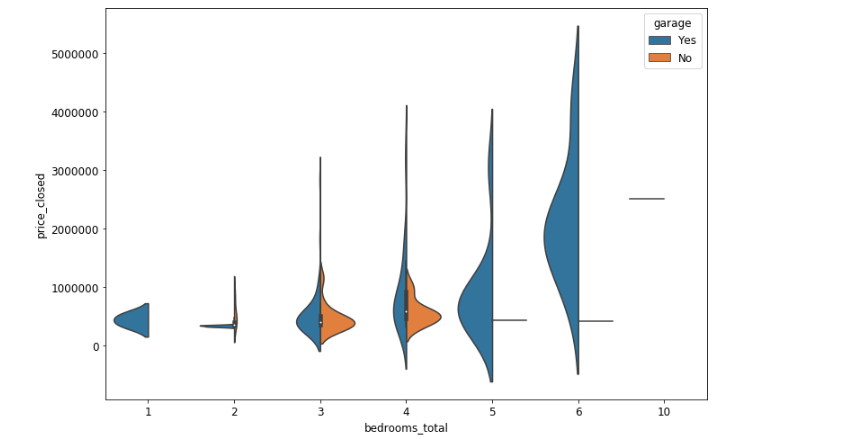 garage
Yes
No
5000000
4000000
3000000
2000000
1000000
0
price_closed
1 2 3 4 5 6 10
bedrooms_total